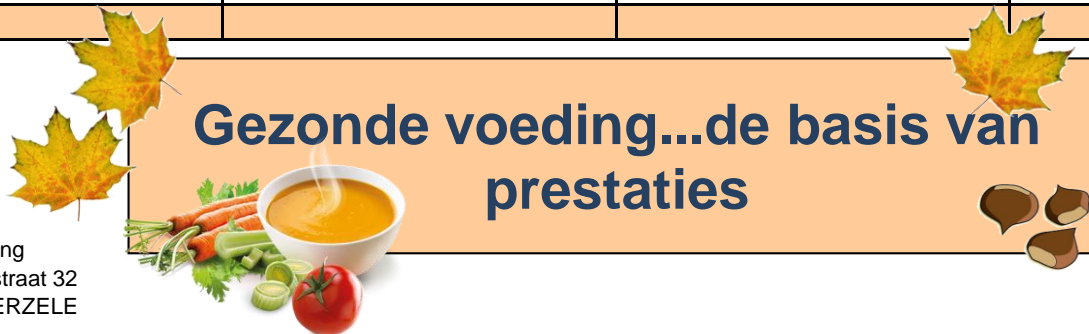 Gezonde voeding...de basis van
prestaties
ng
straat 32
ERZELE